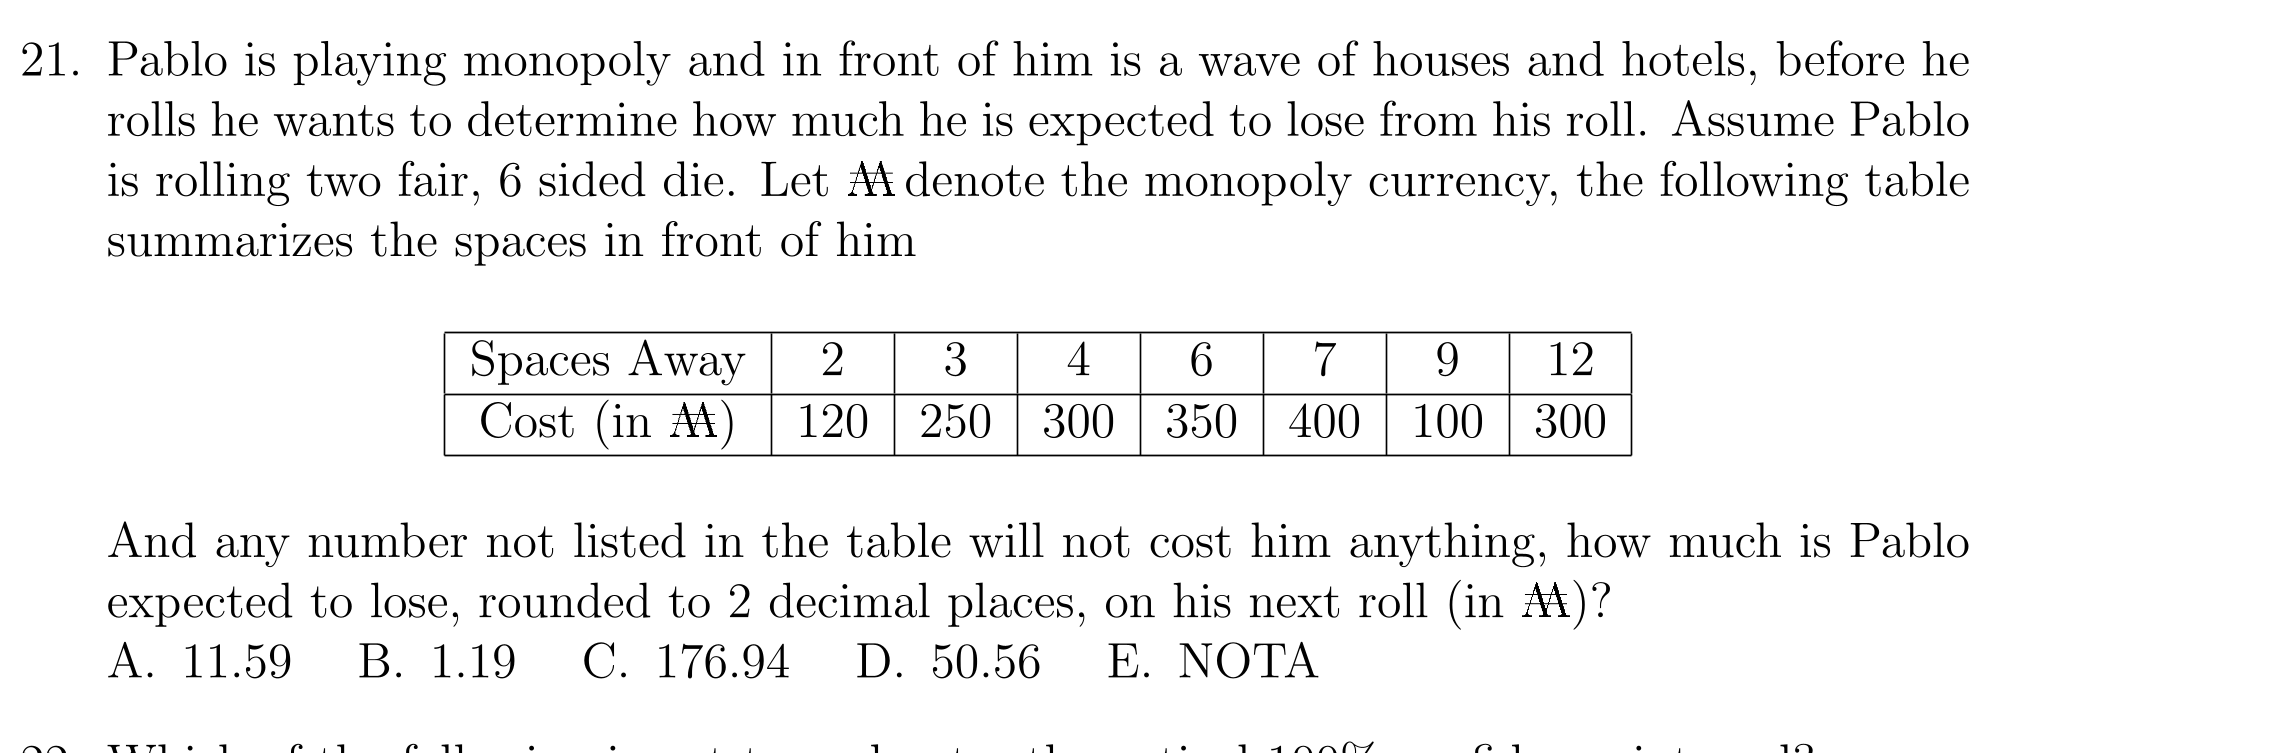 21. Pablo is playing monopoly and in front of him is a wave of houses and hotels, before he
rolls he wants to determine how much he is expected to lose from his roll. Assume Pablo
is rolling two fair, 6 sided die. Let M denote the monopoly currency, the following table
summarizes the spaces in front of him
Spaces Away 2 3 4 6 7 9 12
Cost (in M) 120 250 300 350 400 100 300
And any number not listed in the table will not cost him anything, how much is Pablo
expected to lose, rounded to 2 decimal places, on his next roll (in M)?
A. 11.59 B. 1.19 C. 176.94 D. 50.56 E. NOTA